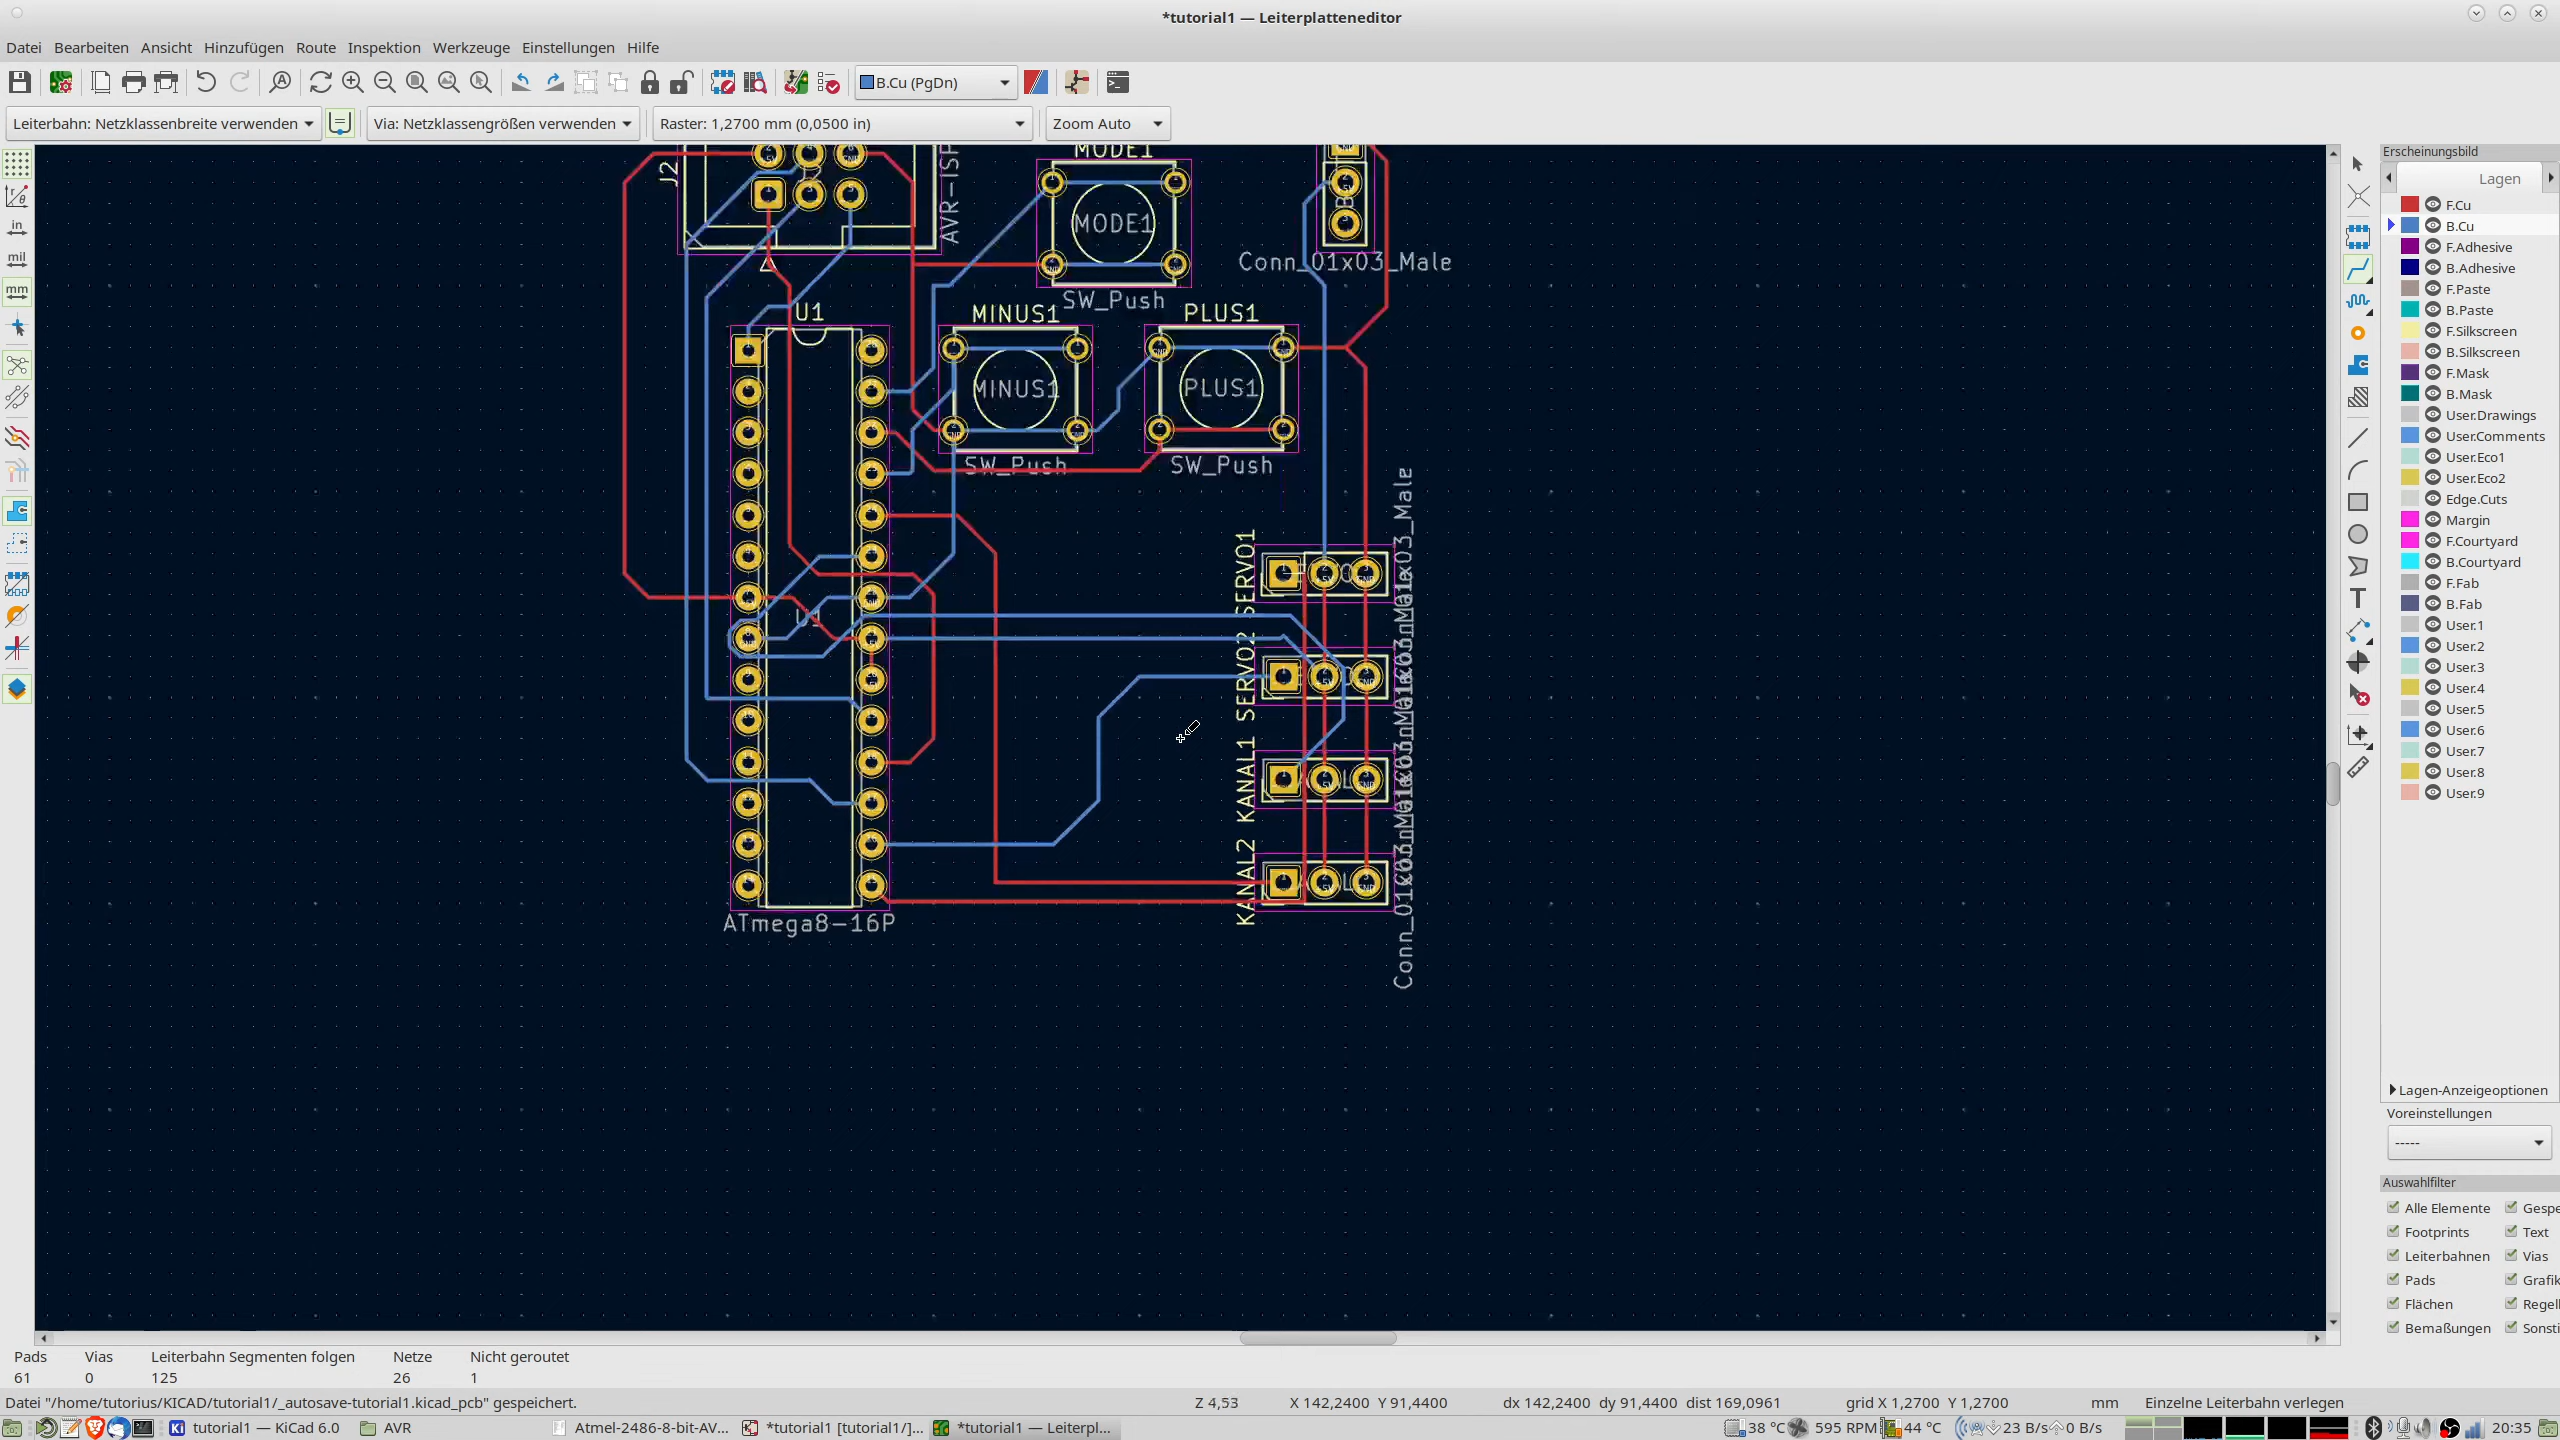 *tutorial1 — Leiterplatteneditor
Datei Bearbeiten Ansicht Hinzufügen Route Inspektion Werkzeuge Einstellungen Hilfe
B.Cu (PgDn)
Leiterbahn: Netzklassenbreite verwenden Via: Netzklassengrößen verwenden Raster: 1,2700 mm (0,0500 in) Zoom Auto
in
mil
mm
J2
AVR-ISP
MODE1
MODE1
SW_Push
Conn_01x03_Male
U1
MINUS1
MINUS1
SW_Push
PLUS1
PLUS1
SW_Push
U1
ATmega8-16P
SERVO1
SERVO2
KANAL1
KANAL2
Erscheinungsbild
Lagen
F.Cu
B.Cu
F.Adhesive
B.Adhesive
F.Paste
B.Paste
F.Silkscreen
B.Silkscreen
F.Mask
B.Mask
User.Drawings
User.Comments
User.Eco1
User.Eco2
Edge.Cuts
Margin
F.Courtyard
B.Courtyard
F.Fab
B.Fab
User.1
User.2
User.3
User.4
User.5
User.6
User.7
User.8
User.9
Lagen-Anzeigeoptionen
Voreinstellungen
-----
Auswahlfilter
Alle Elemente Gespe
Footprints Text
Leiterbahnen Vias
Pads Grafik
Flächen Regell
Bemaßungen Sonsti
Pads Vias Leiterbahn Segmenten folgen Netze Nicht geroutet
61 0 125 26 1
Datei "/home/tutorius/KICAD/tutorial1/_autosave-tutorial1.kicad_pcb" gespeichert. Z 4,53 X 142,2400 Y 91,4400 dx 142,2400 dy 91,4400 dist 169,0961 grid X 1,2700 Y 1,2700 mm Einzelne Leiterbahn verlegen
tutorial1 — KiCad 6.0 AVR Atmel-2486-8-bit-AV... *tutorial1 [tutorial1/]... *tutorial1 — Leiterpl... 38 °C 595 RPM 44 °C 23 B/s 0 B/s 20:35